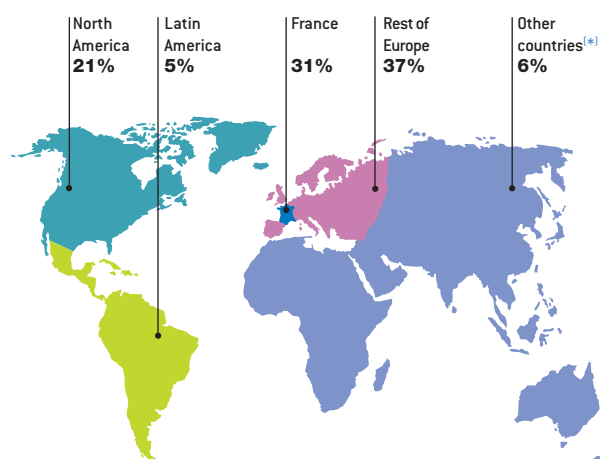 North
America
21%
Latin
America
5%
France
31%
Rest of
Europe
37%
Other
countries(*)
6%